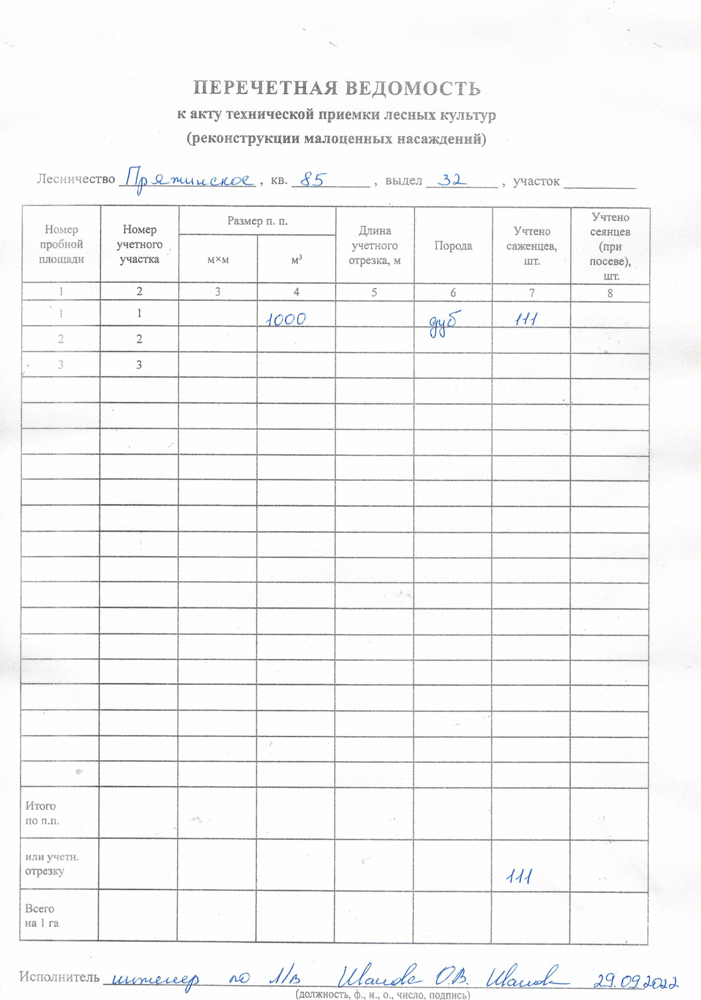 ПЕРЕЧЕТНАЯ ВЕДОМОСТЬ
к акту технической приемки лесных культур
(реконструкции малоценных насаждений)
Лесничество Пряжинское, кв. 85, выдел 32, участок
Номер пробной площади Номер учетного участка Размер п. п. м×м м³ Длина учетного отрезка, м Порода Учтено саженцев, шт. Учтено сеянцев (при посеве), шт.
1 2 3 4 5 6 7 8
1 1 1000 дуб 111
2 2
3 3
Итого
по п.п.
или учетн.
отрезку 111
Всего
на 1 га
Исполнитель инженер по л/в О.В. 29.09.2022
(должность, ф., и., о., число, подпись)